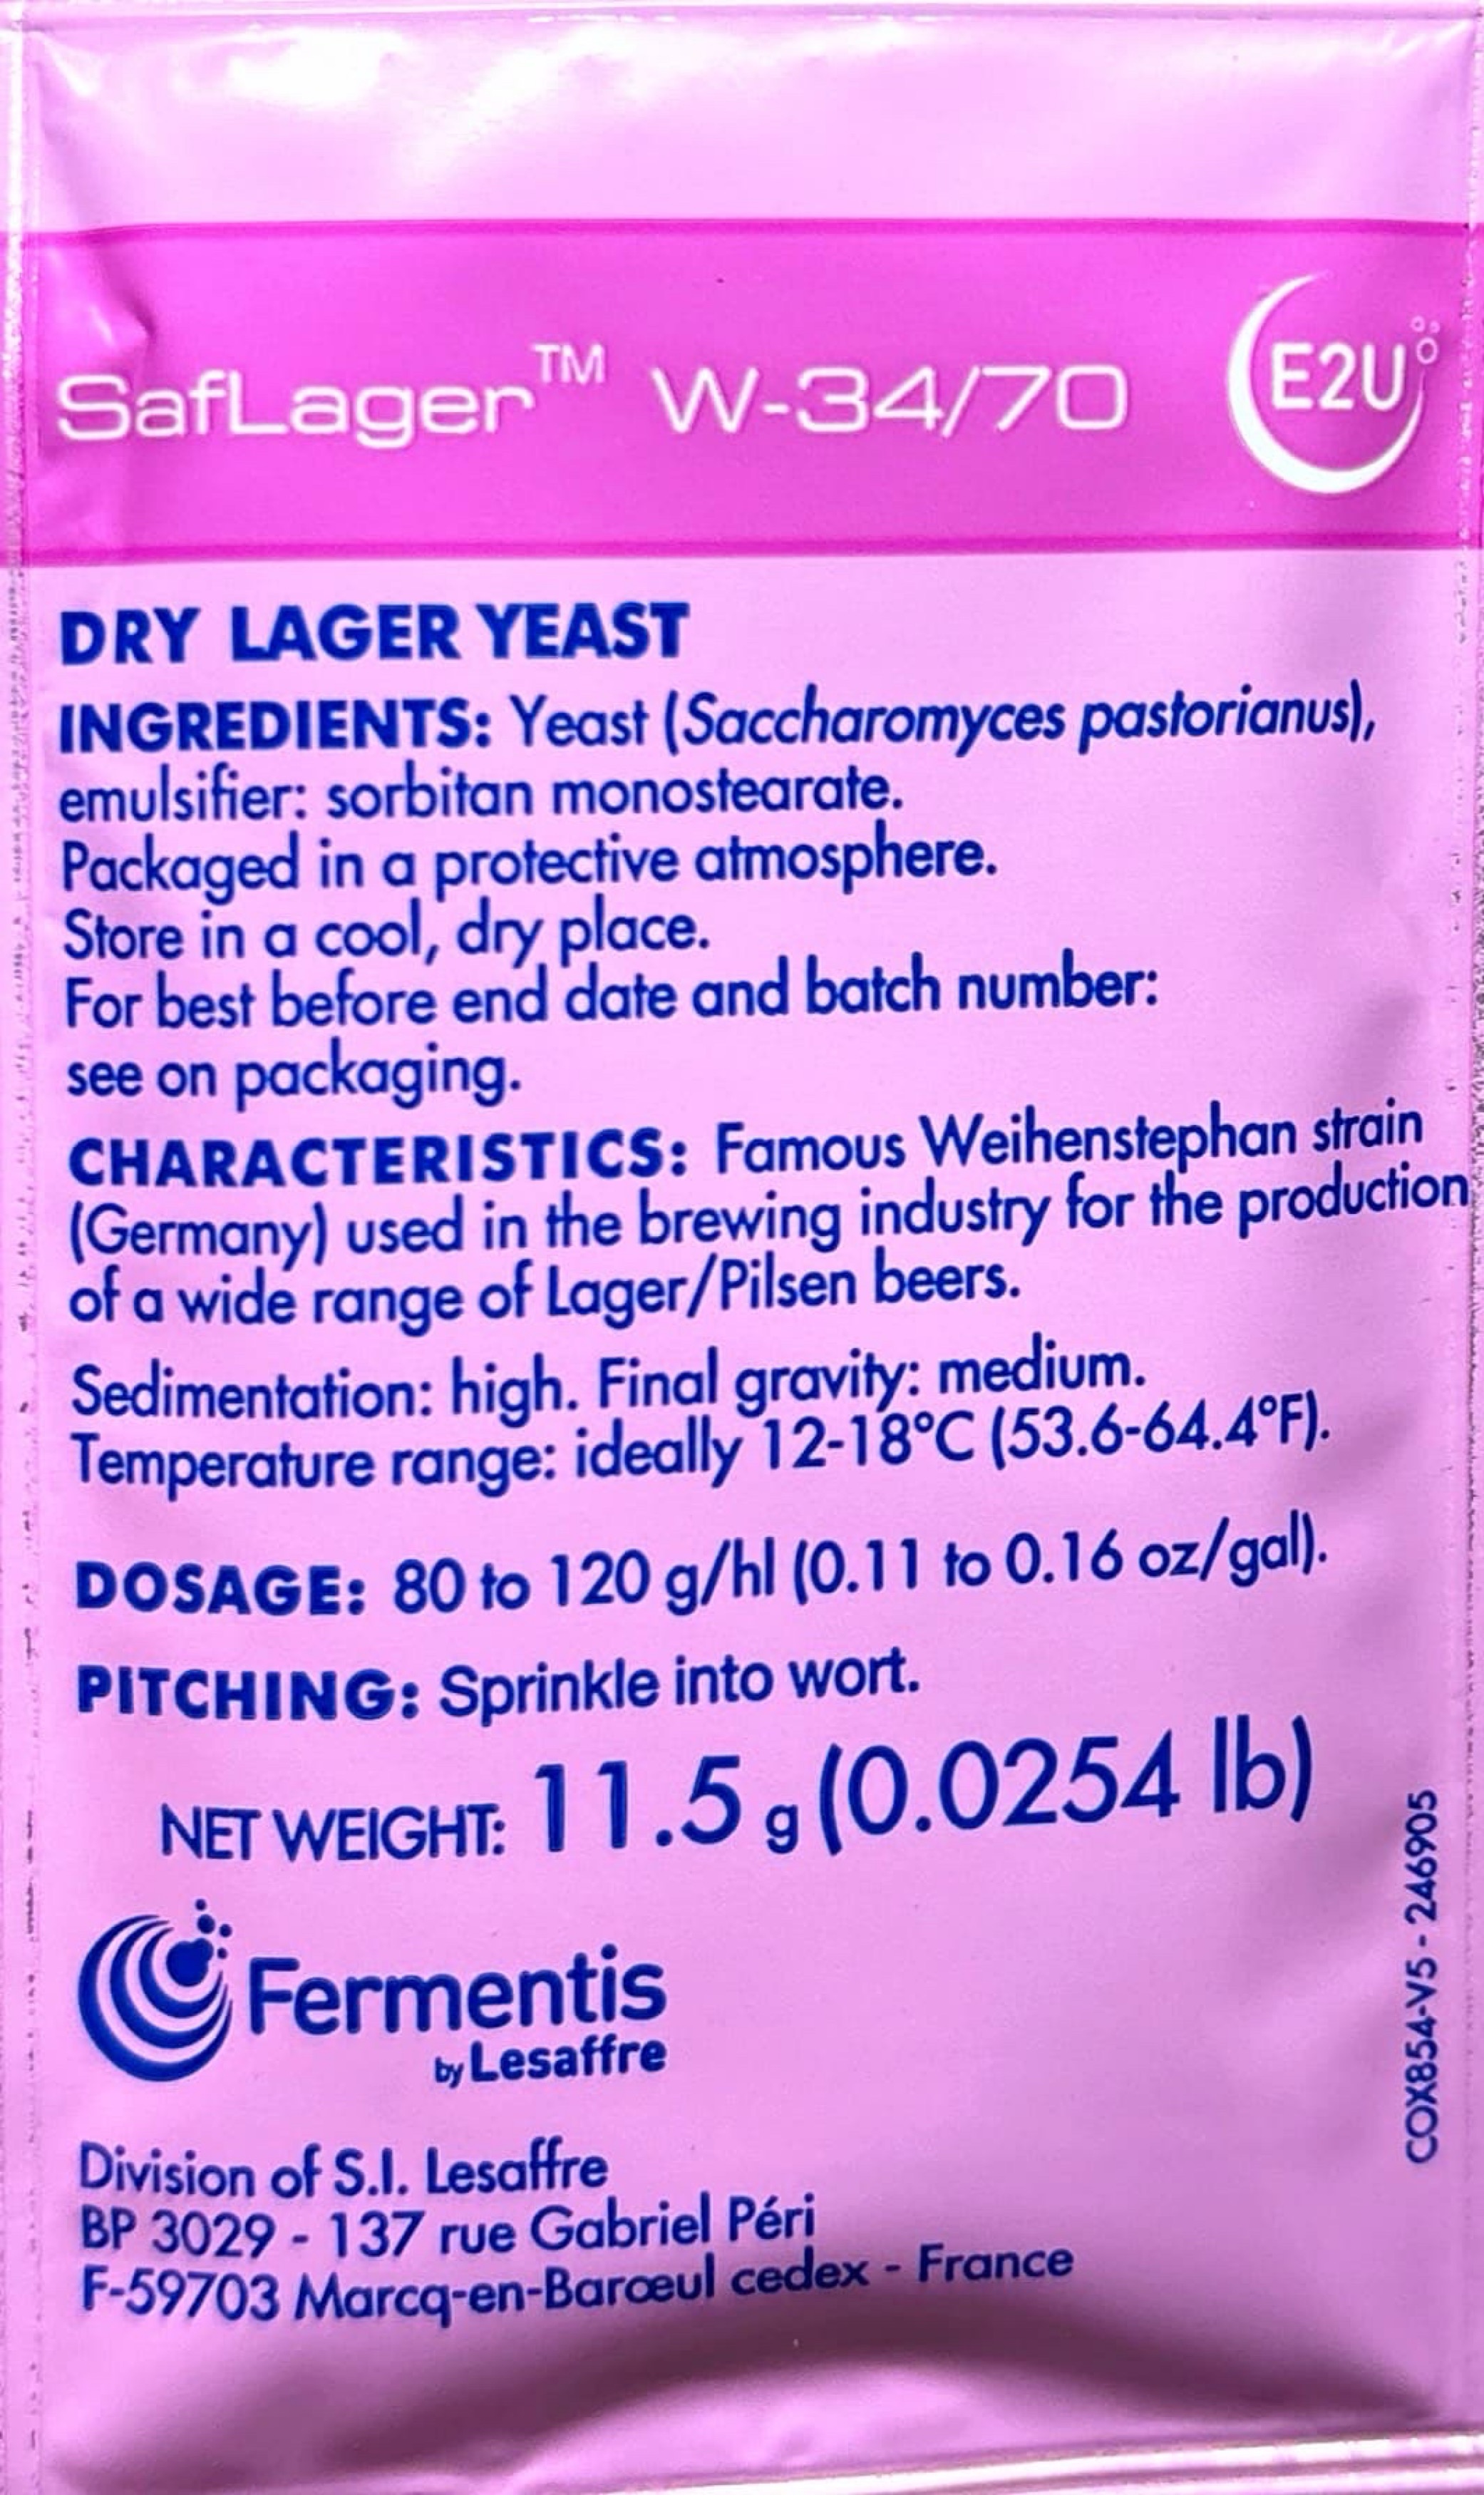 SafLager™ W-34/70
E2U
DRY LAGER YEAST
INGREDIENTS: Yeast (Saccharomyces pastorianus),
emulsifier: sorbitan monostearate.
Packaged in a protective atmosphere.
Store in a cool, dry place.
For best before end date and batch number:
see on packaging.
CHARACTERISTICS: Famous Weihenstephan strain
(Germany) used in the brewing industry for the production
of a wide range of Lager/Pilsen beers.
Sedimentation: high. Final gravity: medium.
Temperature range: ideally 12-18°C (53.6-64.4°F).
DOSAGE: 80 to 120 g/hl (0.11 to 0.16 oz/gal).
PITCHING: Sprinkle into wort.
NET WEIGHT: 11.5 g (0.0254 lb)
COX854-V5 - 246905
Fermentis
by Lesaffre
Division of S.I. Lesaffre
BP 3029 - 137 rue Gabriel Péri
F-59703 Marcq-en-Barœul cedex - France